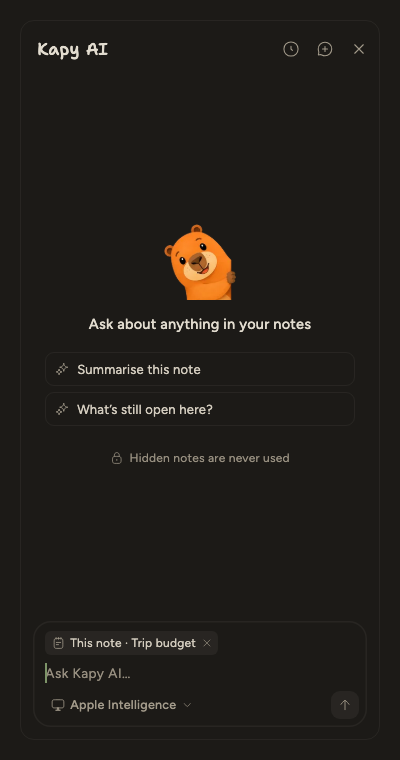 Kapy AI
Ask about anything in your notes
Summarise this note
What's still open here?
Hidden notes are never used
This note · Trip budget
Ask Kapy AI...
Apple Intelligence